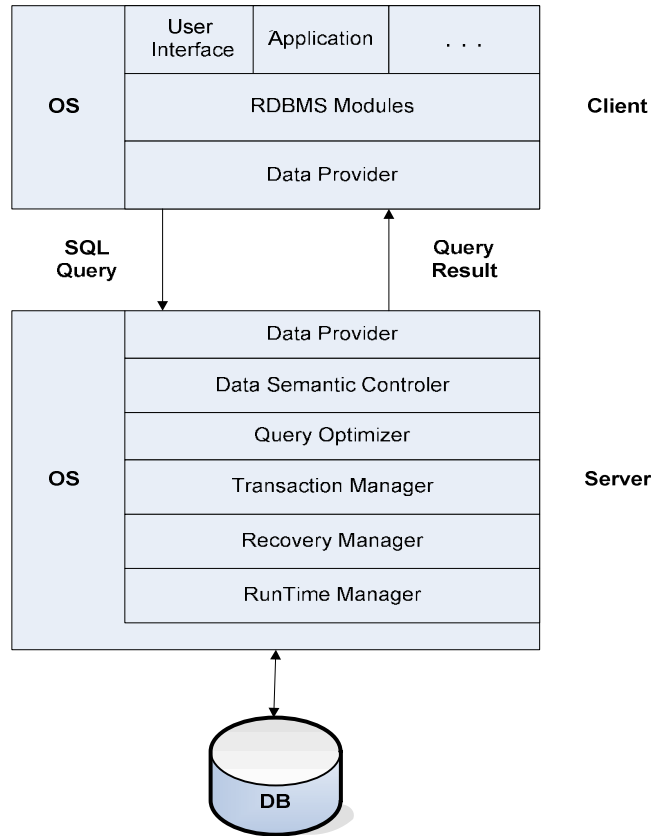 User
Interface
Application
. . .
OS
RDBMS Modules
Client
Data Provider
SQL
Query
Query
Result
Data Provider
Data Semantic Controler
Query Optimizer
OS
Transaction Manager
Server
Recovery Manager
RunTime Manager
DB